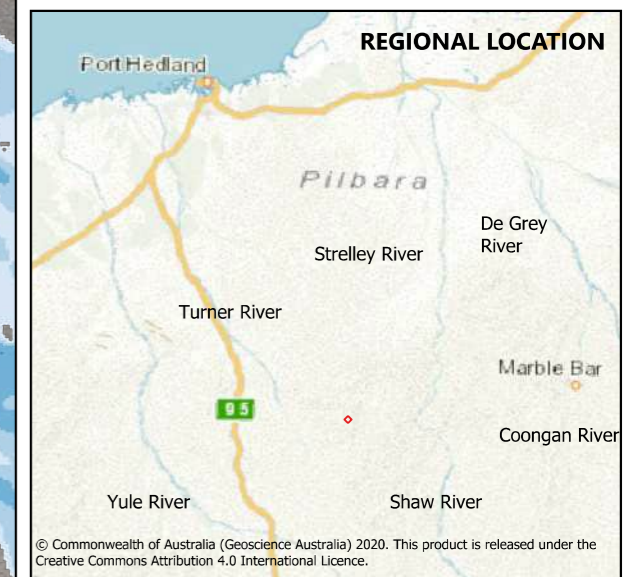 REGIONAL LOCATION
Port Hedland
Pilbara
De Grey
River
Strelley River
Turner River
Marble Bar
95
Coongan River
Yule River
Shaw River
© Commonwealth of Australia (Geoscience Australia) 2020. This product is released under the
Creative Commons Attribution 4.0 International Licence.